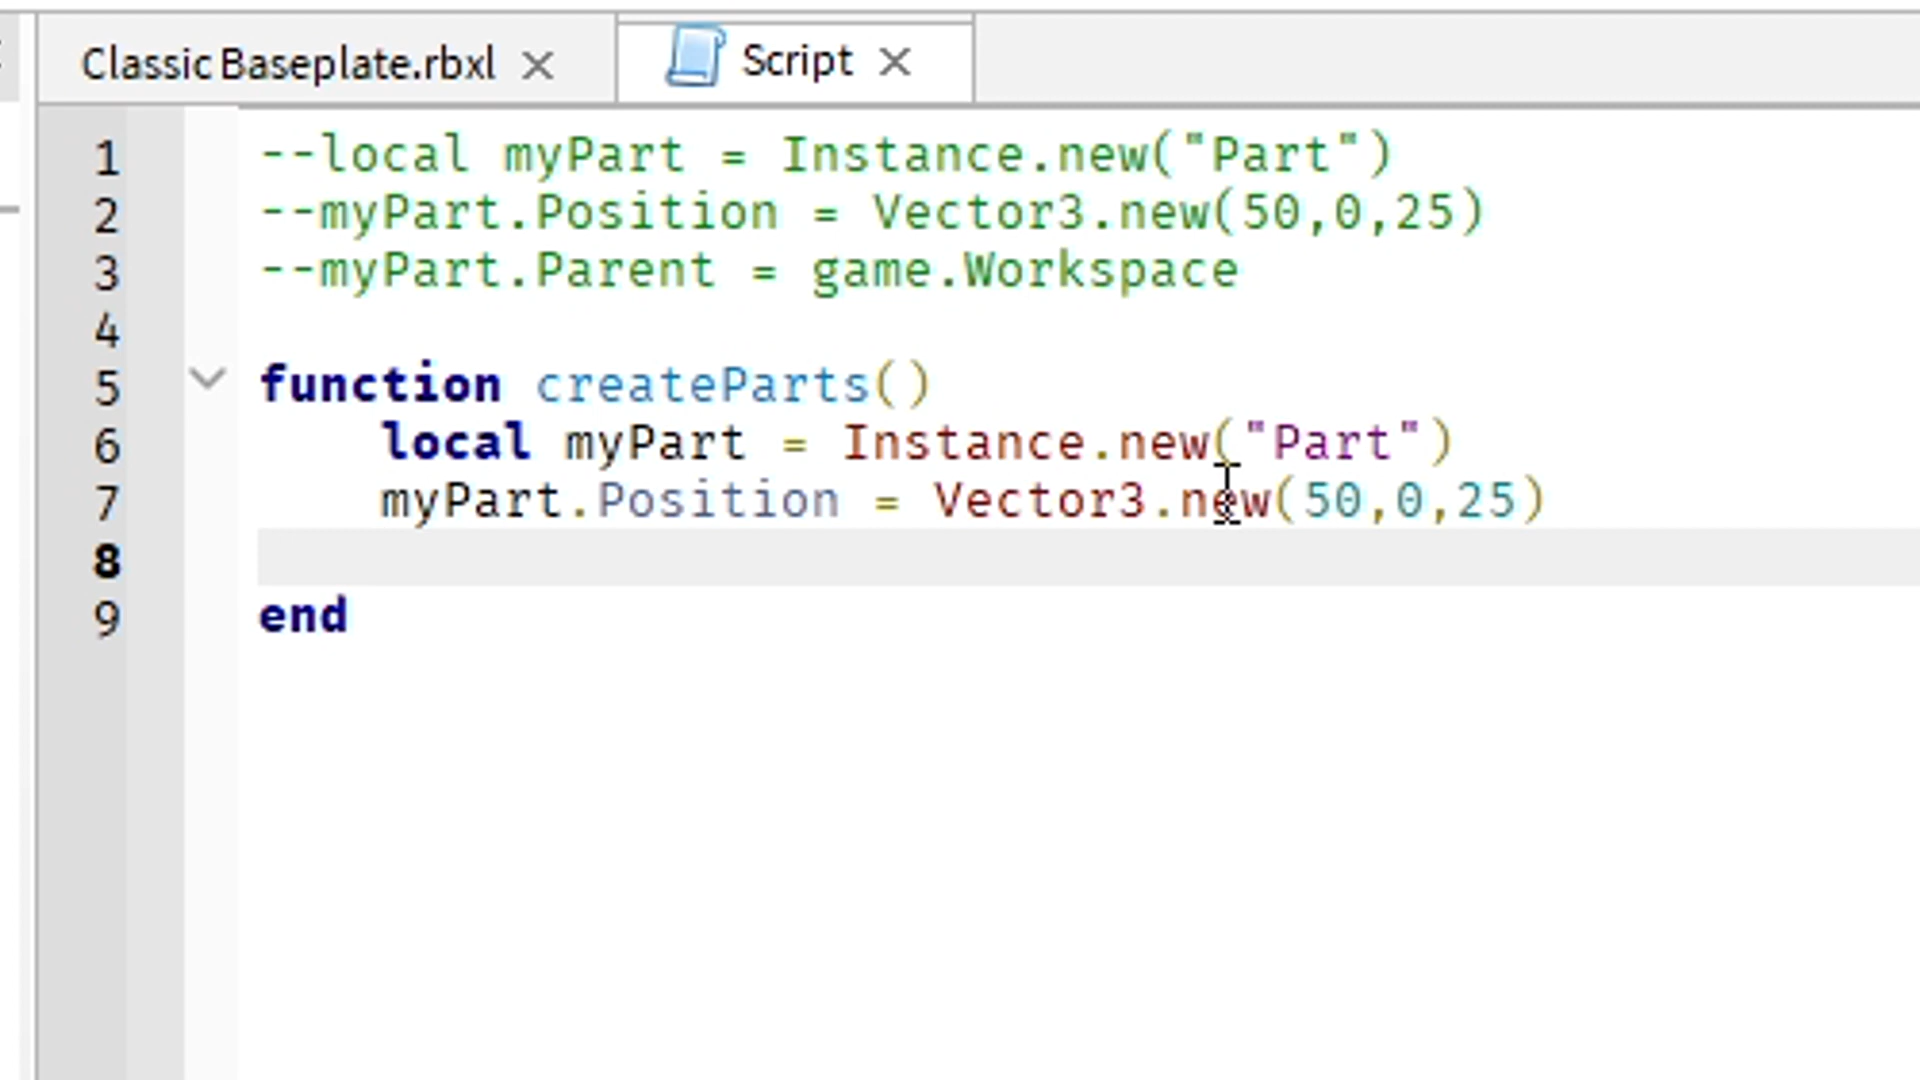 Classic Baseplate.rbxl
Script
1 --local myPart = Instance.new("Part")
2 --myPart.Position = Vector3.new(50,0,25)
3 --myPart.Parent = game.Workspace
4
5 function createParts()
6 local myPart = Instance.new("Part")
7 myPart.Position = Vector3.new(50,0,25)
8
9 end